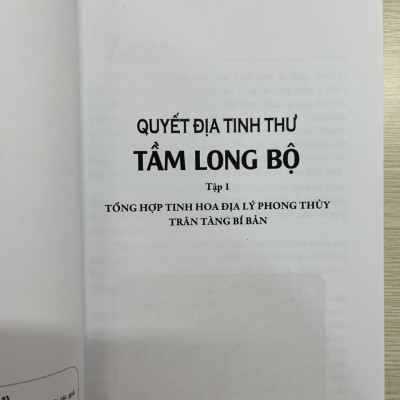 QUYẾT ĐỊA TINH THƯ
TẦM LONG BỘ
Tập 1
TỔNG HỢP TINH HOA ĐỊA LÝ PHONG THỦY
TRÂN TÀNG BÍ BẢN